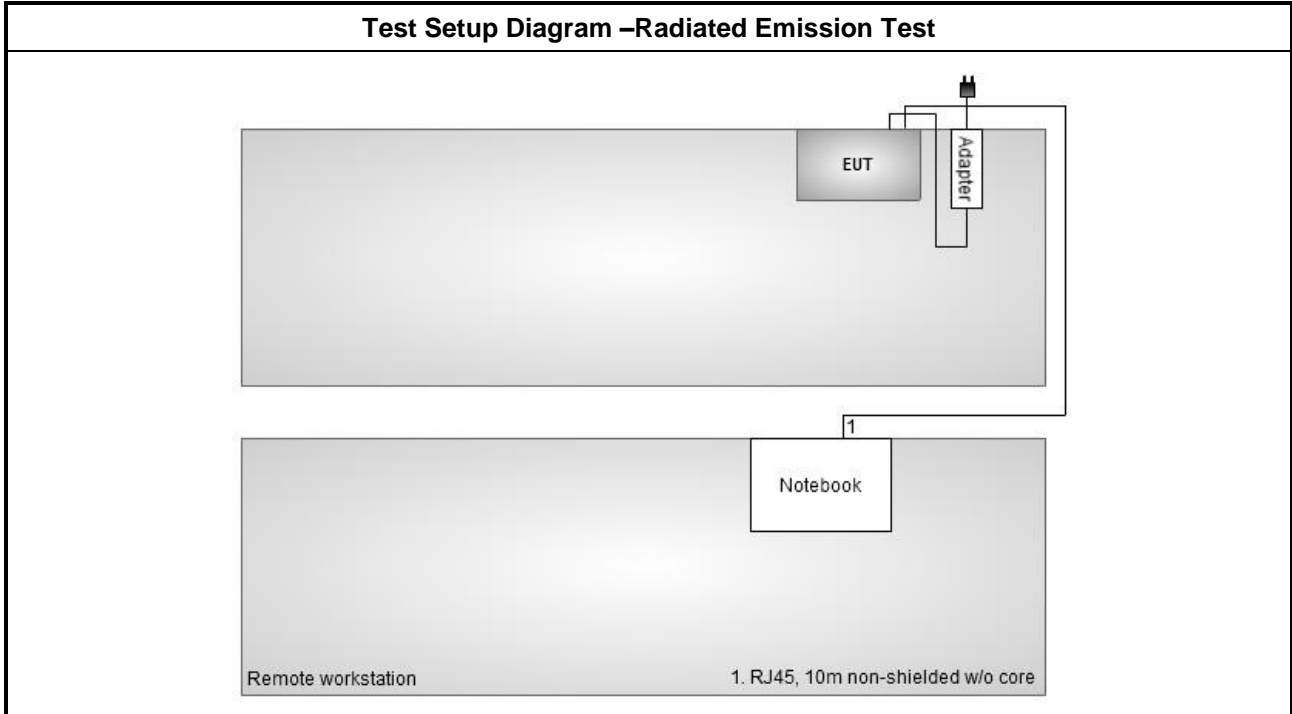 Test Setup Diagram –Radiated Emission Test
EUT
Adapter
1
Notebook
Remote workstation
1. RJ45, 10m non-shielded w/o core